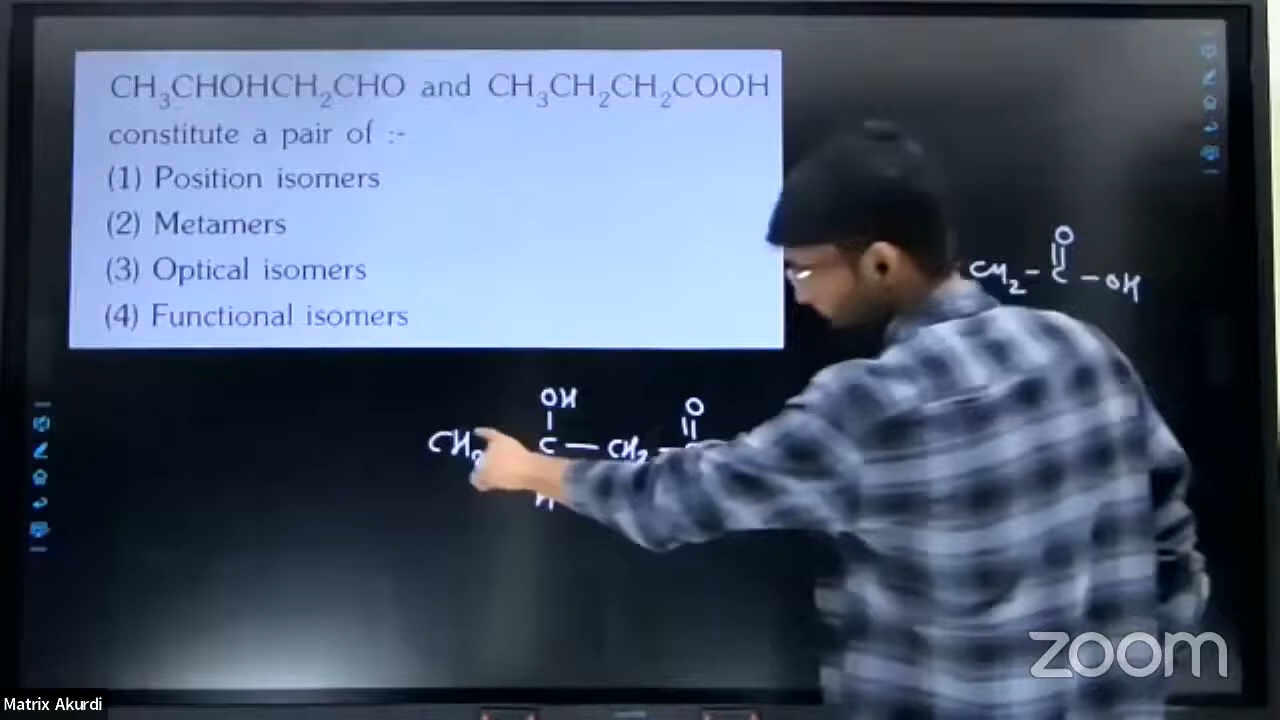 CH₃CHOHCH₂CHO and CH₃CH₂CH₂COOH
constitute a pair of :-
(1) Position isomers
(2) Metamers
(3) Optical isomers
(4) Functional isomers
O
CH₂ - C - OH
OH O
C — CH₂ -
H
zoom
Matrix Akurdi